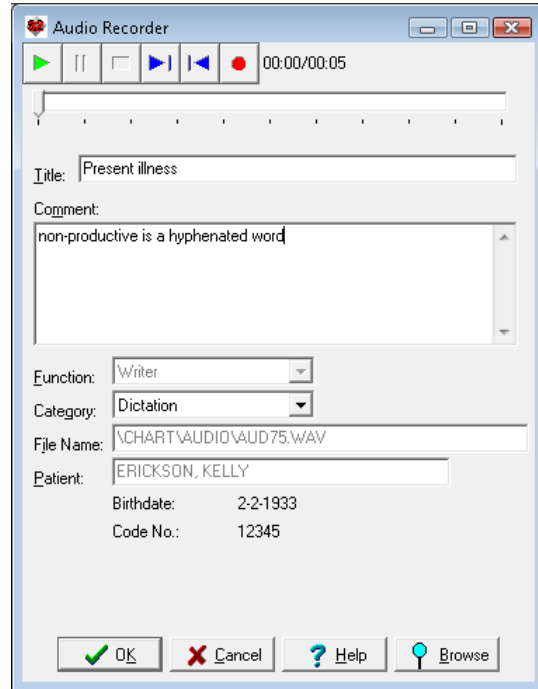 Audio Recorder
00:00/00:05
Title: Present illness
Comment:
non-productive is a hyphenated word
Function: Writer
Category: Dictation
File Name: \CHART\AUDIO\AUD75.WAV
Patient: ERICKSON, KELLY
Birthdate: 2-2-1933
Code No.: 12345
OK Cancel Help Browse